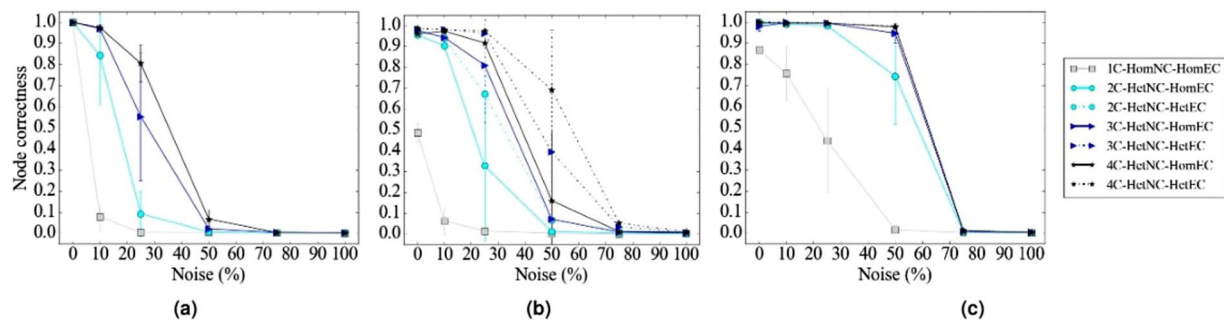 Node correctness
1.0
0.9
0.8
0.7
0.6
0.5
0.4
0.3
0.2
0.1
0.0
0 10 20 30 40 50 60 70 80 90 100
Noise (%)
(a)
1.0
0.9
0.8
0.7
0.6
0.5
0.4
0.3
0.2
0.1
0.0
0 10 20 30 40 50 60 70 80 90 100
Noise (%)
(b)
1.0
0.9
0.8
0.7
0.6
0.5
0.4
0.3
0.2
0.1
0.0
0 10 20 30 40 50 60 70 80 90 100
Noise (%)
(c)
1C-HomNC-HomEC
2C-HetNC-HomEC
2C-HetNC-HetEC
3C-HetNC-HomEC
3C-HetNC-HetEC
4C-HetNC-HomEC
4C-HetNC-HetEC